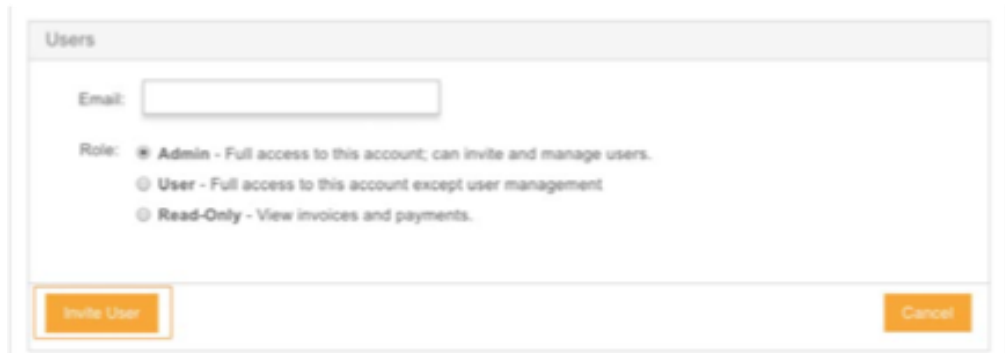 Users
Email:
Role: Admin - Full access to this account; can invite and manage users.
User - Full access to this account except user management
Read-Only - View invoices and payments.
Invite User Cancel